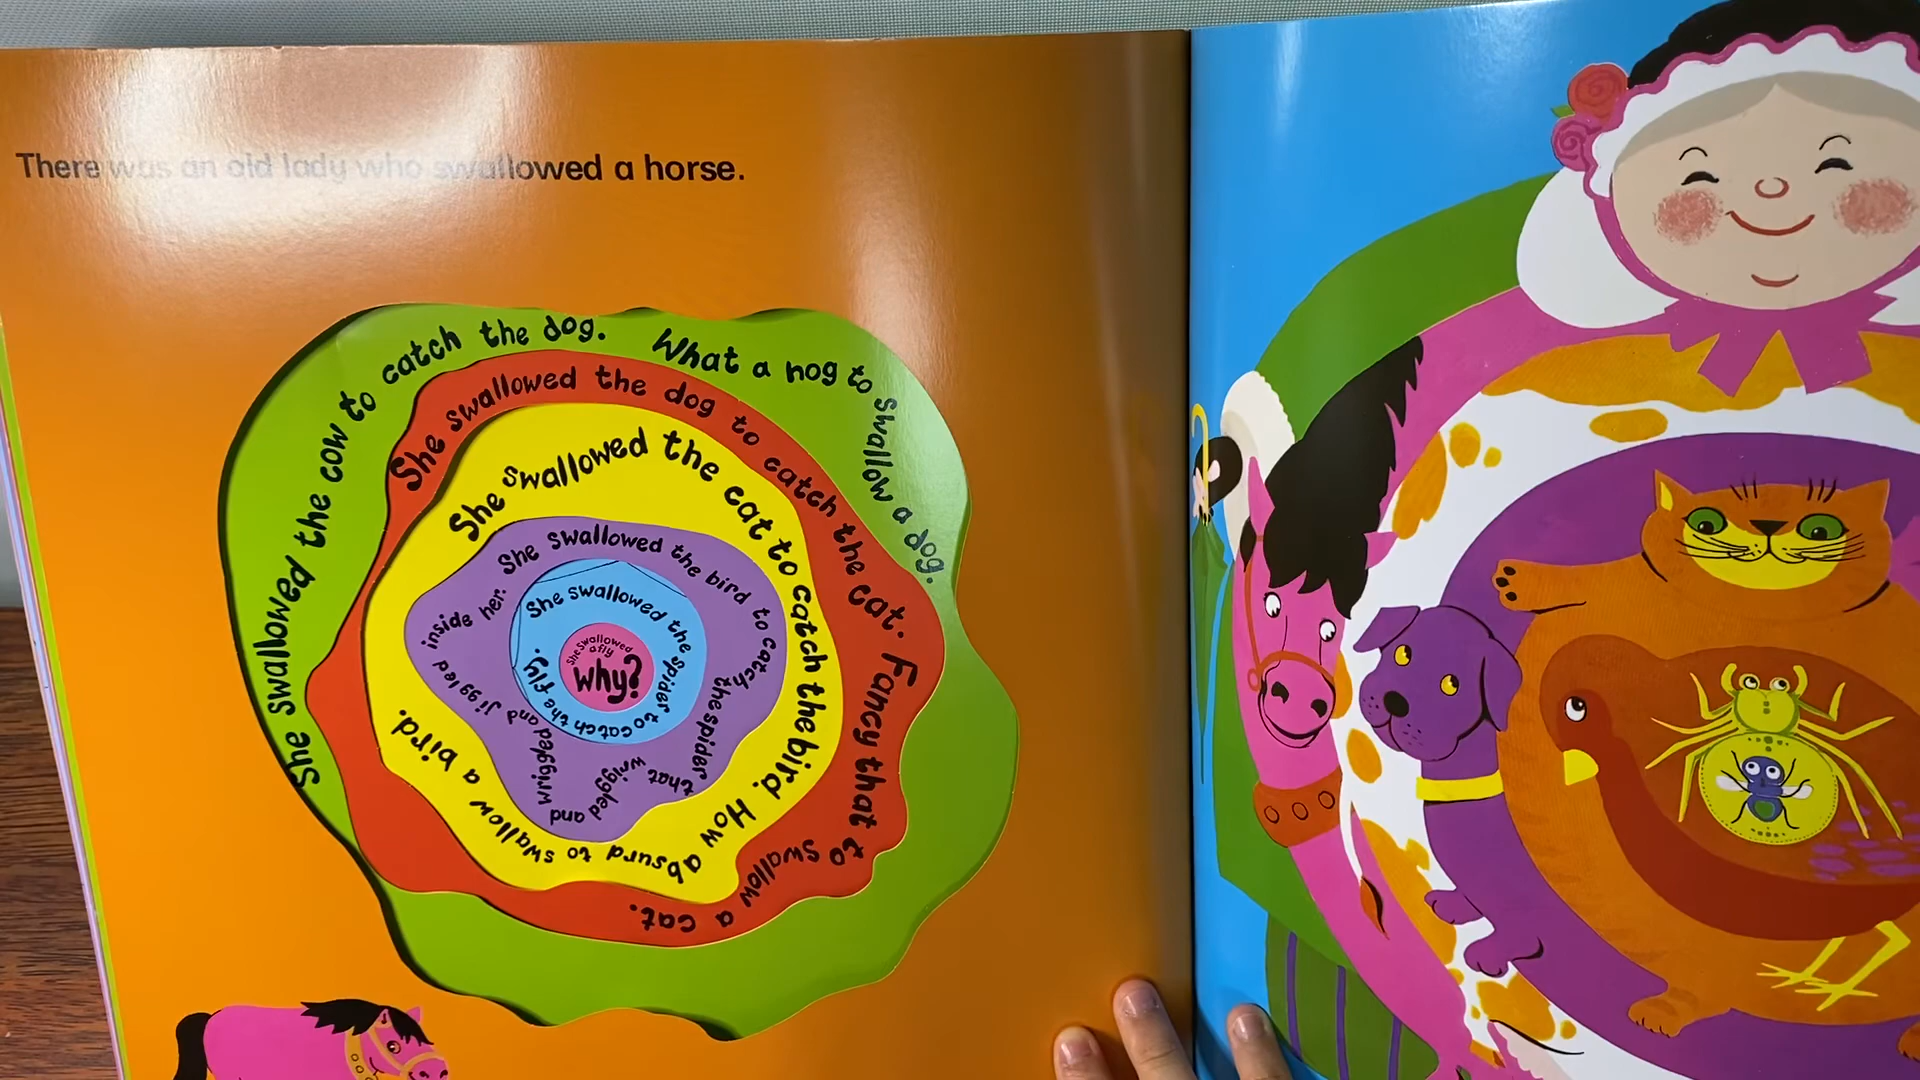 There was an old lady who swallowed a horse.
She swallowed the cow to catch the dog. What a hog to swallow a dog.
She swallowed the dog to catch the cat. Fancy that to swallow a cat.
She swallowed the cat to catch the bird. How absurd to swallow a bird.
She swallowed the bird to catch the spider that wriggled and wriggled and jiggled inside her.
She swallowed the spider to catch the fly.
She swallowed
a fly
why?